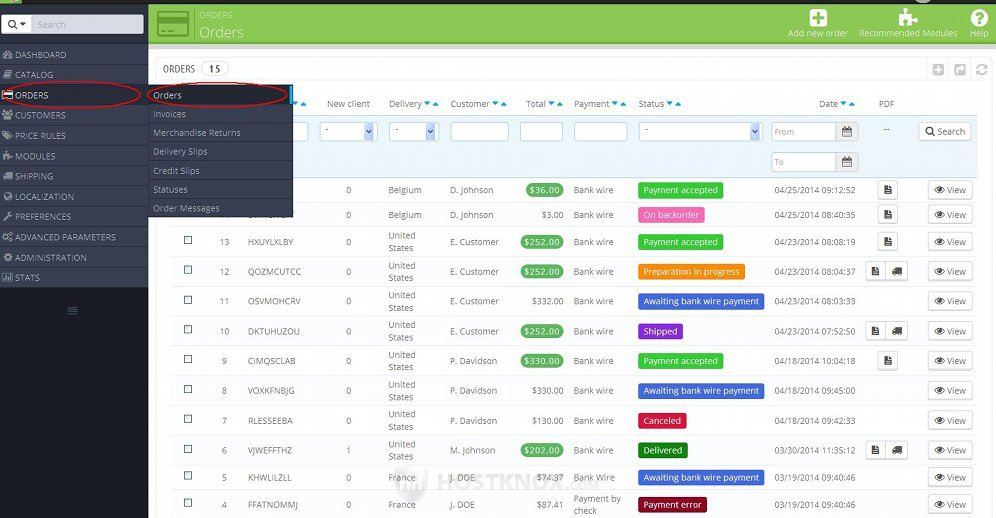 Search
ORDERS
Orders
Add new order
Recommended Modules
Help
DASHBOARD
CATALOG
ORDERS
CUSTOMERS
PRICE RULES
MODULES
SHIPPING
LOCALIZATION
PREFERENCES
ADVANCED PARAMETERS
ADMINISTRATION
STATS
Orders
Invoices
Merchandise Returns
Delivery Slips
Credit Slips
Statuses
Order Messages
ORDERS 15
New client Delivery Customer Total Payment Status Date PDF
- - - From -- Search
To
0 Belgium D. Johnson $36.00 Bank wire Payment accepted 04/25/2014 09:12:52 View
0 Belgium D. Johnson $3.00 Bank wire On backorder 04/25/2014 08:40:35 View
13 HXUYLXLBY 0 United States E. Customer $252.00 Bank wire Payment accepted 04/23/2014 08:08:19 View
12 QOZMCUTCC 0 United States E. Customer $252.00 Bank wire Preparation in progress 04/23/2014 08:04:37 View
11 OSVMOHCRV 0 United States E. Customer $332.00 Bank wire Awaiting bank wire payment 04/23/2014 08:03:33 View
10 DKTUHUZOU 0 United States E. Customer $252.00 Bank wire Shipped 04/23/2014 07:52:50 View
9 CIMQSCLAB 0 United States P. Davidson $330.00 Bank wire Payment accepted 04/18/2014 10:04:18 View
8 VOXKFNBJG 0 United States P. Davidson $330.00 Bank wire Awaiting bank wire payment 04/18/2014 09:45:00 View
7 RLESSEEBA 0 United States P. Davidson $130.00 Bank wire Canceled 04/18/2014 09:42:33 View
6 VJWEFFTHZ 1 United States M. Johnson $202.00 Bank wire Delivered 03/30/2014 11:35:12 View
5 KHWLILZLL 0 France J. DOE $74.37 Bank Wire Awaiting bank wire payment 03/19/2014 09:40:46 View
4 FFATNOMMJ 0 France J. DOE $87.41 Payment by check Payment error 03/19/2014 09:40:46 View
HOSTKNOX.COM